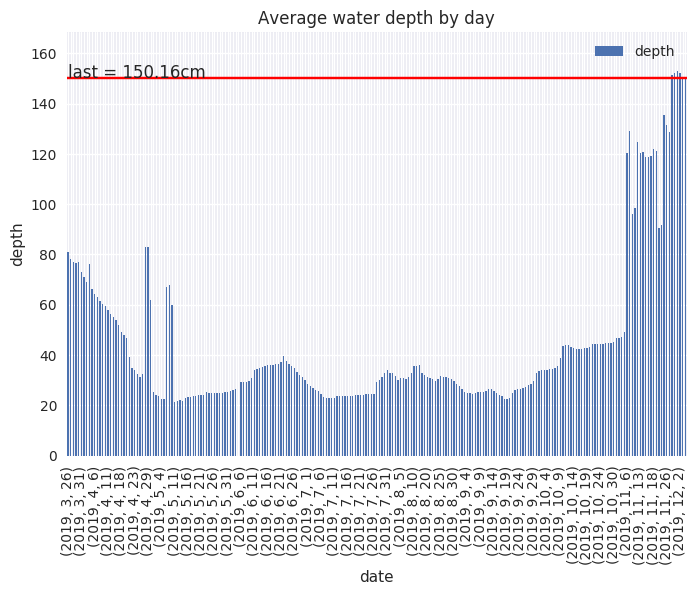 Average water depth by day
depth
160
last = 150.16cm
140
120
100
80
60
40
20
0
depth
(2019, 3, 26)
(2019, 3, 31)
(2019, 4, 6)
(2019, 4, 11)
(2019, 4, 18)
(2019, 4, 23)
(2019, 4, 29)
(2019, 5, 4)
(2019, 5, 11)
(2019, 5, 16)
(2019, 5, 21)
(2019, 5, 26)
(2019, 5, 31)
(2019, 6, 6)
(2019, 6, 11)
(2019, 6, 16)
(2019, 6, 21)
(2019, 6, 26)
(2019, 7, 1)
(2019, 7, 6)
(2019, 7, 11)
(2019, 7, 16)
(2019, 7, 21)
(2019, 7, 26)
(2019, 8, 5)
(2019, 8, 10)
(2019, 8, 20)
(2019, 8, 25)
(2019, 8, 30)
(2019, 9, 4)
(2019, 9, 9)
(2019, 9, 14)
(2019, 9, 19)
(2019, 9, 24)
(2019, 9, 29)
(2019, 10, 4)
(2019, 10, 9)
(2019, 10, 14)
(2019, 10, 19)
(2019, 10, 24)
(2019, 10, 30)
(2019, 11, 6)
(2019, 11, 13)
(2019, 11, 18)
(2019, 11, 26)
(2019, 12, 2)
date